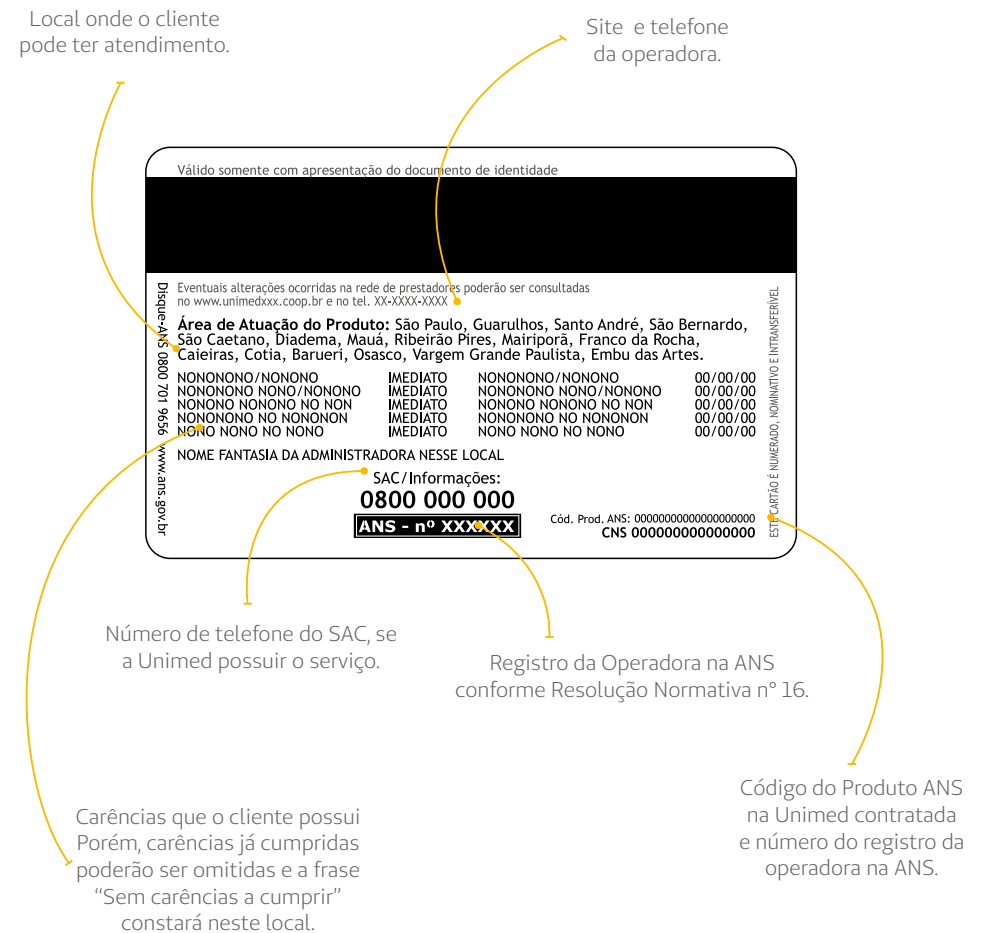 Local onde o cliente
pode ter atendimento.
Site e telefone
da operadora.
Válido somente com apresentação do documento de identidade
Eventuais alterações ocorridas na rede de prestadores poderão ser consultadas
no www.unimedxxx.coop.br e no tel. XX-XXXX-XXXX
Área de Atuação do Produto: São Paulo, Guarulhos, Santo André, São Bernardo,
São Caetano, Diadema, Mauá, Ribeirão Pires, Mairiporã, Franco da Rocha,
Caieiras, Cotia, Barueri, Osasco, Vargem Grande Paulista, Embu das Artes.
NONONONO/NONONO IMEDIATO NONONONO/NONONO 00/00/00
NONONONO NONO/NONONO IMEDIATO NONONONO NONO/NONONO 00/00/00
NONONO NONONO NO NON IMEDIATO NONONO NONONO NO NON 00/00/00
NONONONO NO NONONON IMEDIATO NONONONO NO NONONON 00/00/00
NONO NONO NO NONO IMEDIATO NONO NONO NO NONO 00/00/00
NOME FANTASIA DA ADMINISTRADORA NESSE LOCAL
SAC/Informações:
0800 000 000
ANS - nº XXXXXX
Cód. Prod. ANS: 00000000000000000000
CNS 000000000000000
Disque-ANS 0800 701 9656 www.ans.gov.br
ESTE CARTÃO É NUMERADO, NOMINATIVO E INTRANSFERÍVEL
Número de telefone do SAC, se
a Unimed possuir o serviço.
Registro da Operadora na ANS
conforme Resolução Normativa nº 16.
Código do Produto ANS
na Unimed contratada
e número do registro da
operadora na ANS.
Carências que o cliente possui
Porém, carências já cumpridas
poderão ser omitidas e a frase
“Sem carências a cumprir”
constará neste local.